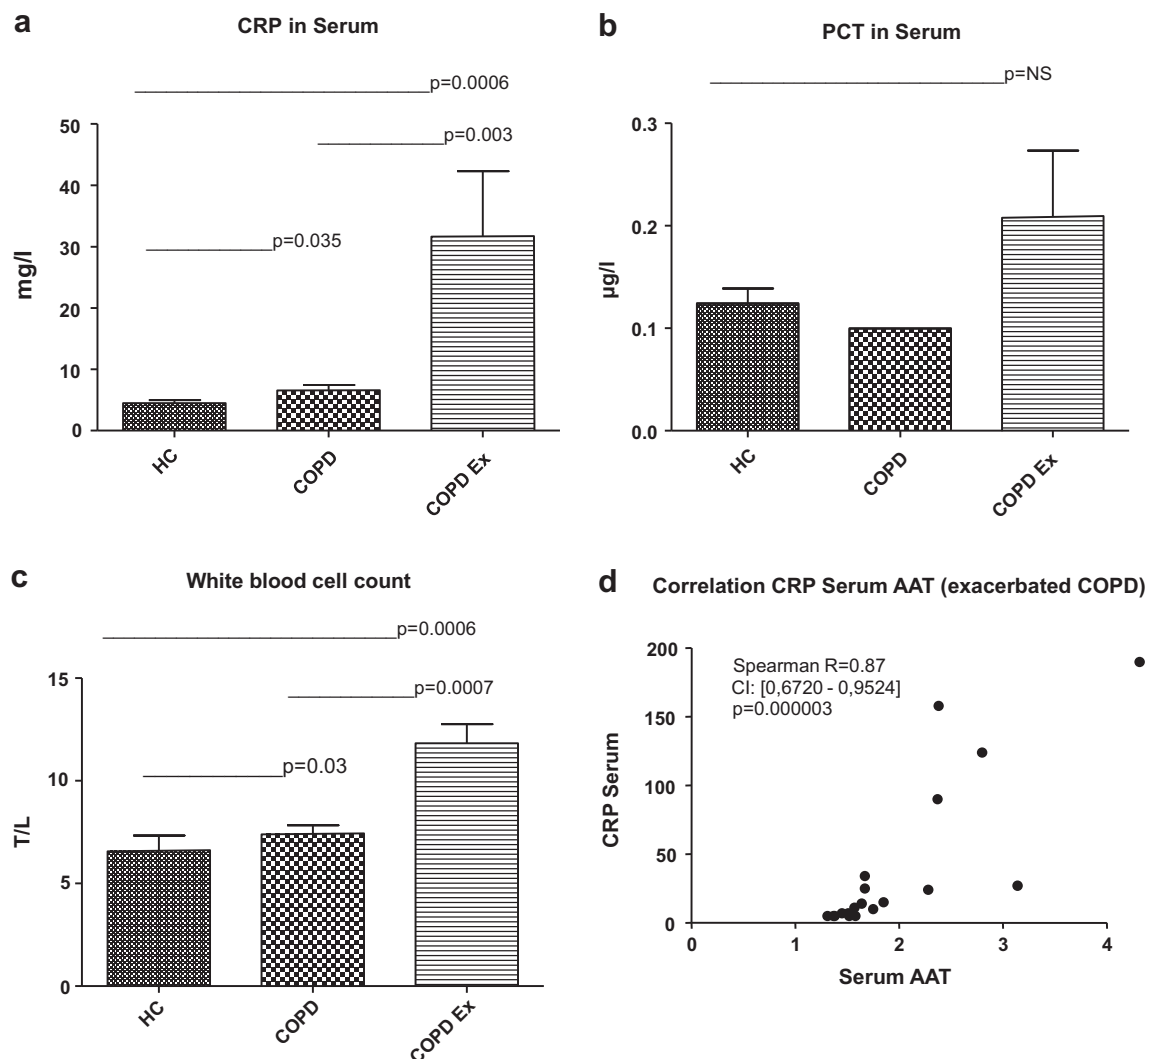 a
CRP in Serum
p=0.0006
p=0.003
p=0.035
mg/l
50
40
30
20
10
0
HC
COPD
COPD Ex
b
PCT in Serum
p=NS
µg/l
0.3
0.2
0.1
0.0
HC
COPD
COPD Ex
c
White blood cell count
p=0.0006
p=0.0007
p=0.03
T/L
15
10
5
0
HC
COPD
COPD Ex
d
Correlation CRP Serum AAT (exacerbated COPD)
Spearman R=0.87
CI: [0,6720 - 0,9524]
p=0.000003
CRP Serum
200
150
100
50
0
0 1 2 3 4
Serum AAT